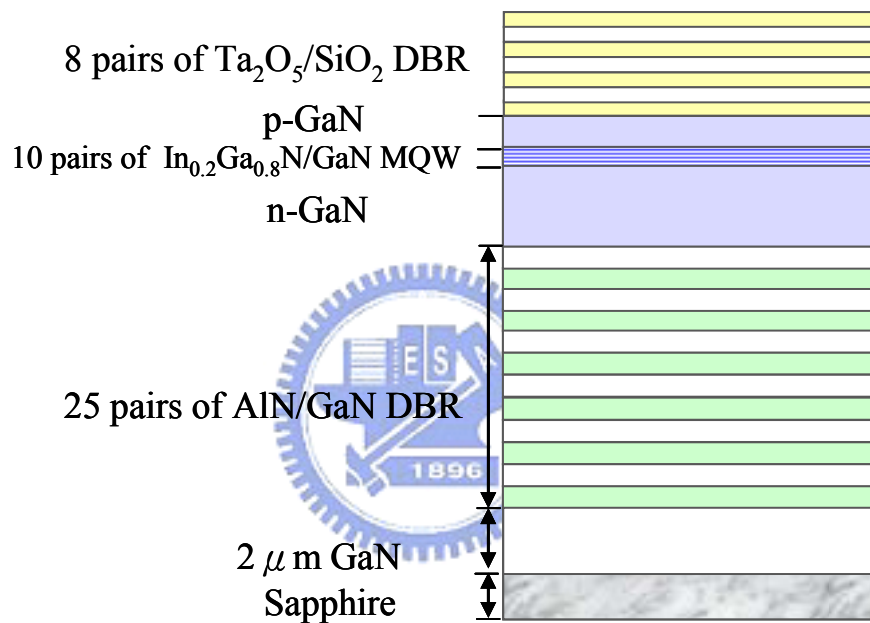 8 pairs of Ta₂O₅/SiO₂ DBR
p-GaN
10 pairs of In₀.₂Ga₀.₈N/GaN MQW
n-GaN
E S
25 pairs of AlN/GaN DBR
1896
2 μm GaN
Sapphire